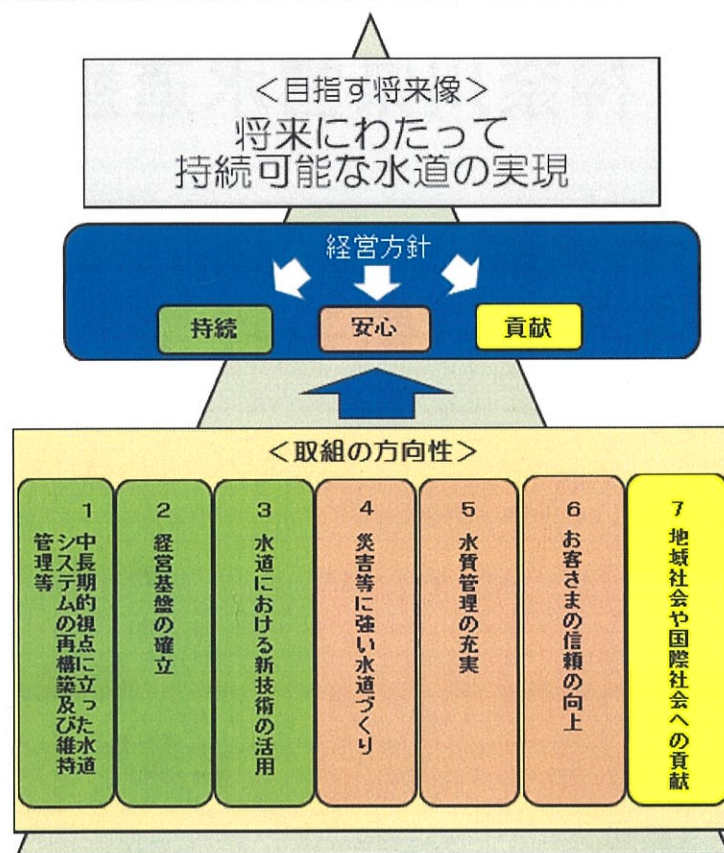 ＜目指す将来像＞
将来にわたって
持続可能な水道の実現
経営方針
持続
安心
貢献
＜取組の方向性＞
1
中長期的視点に立った水道
システムの再構築及び維持
管理等
2
経営基盤の確立
3
水道における新技術の活用
4
災害等に強い水道づくり
5
水質管理の充実
6
お客さまの信頼の向上
7
地域社会や国際社会への貢献